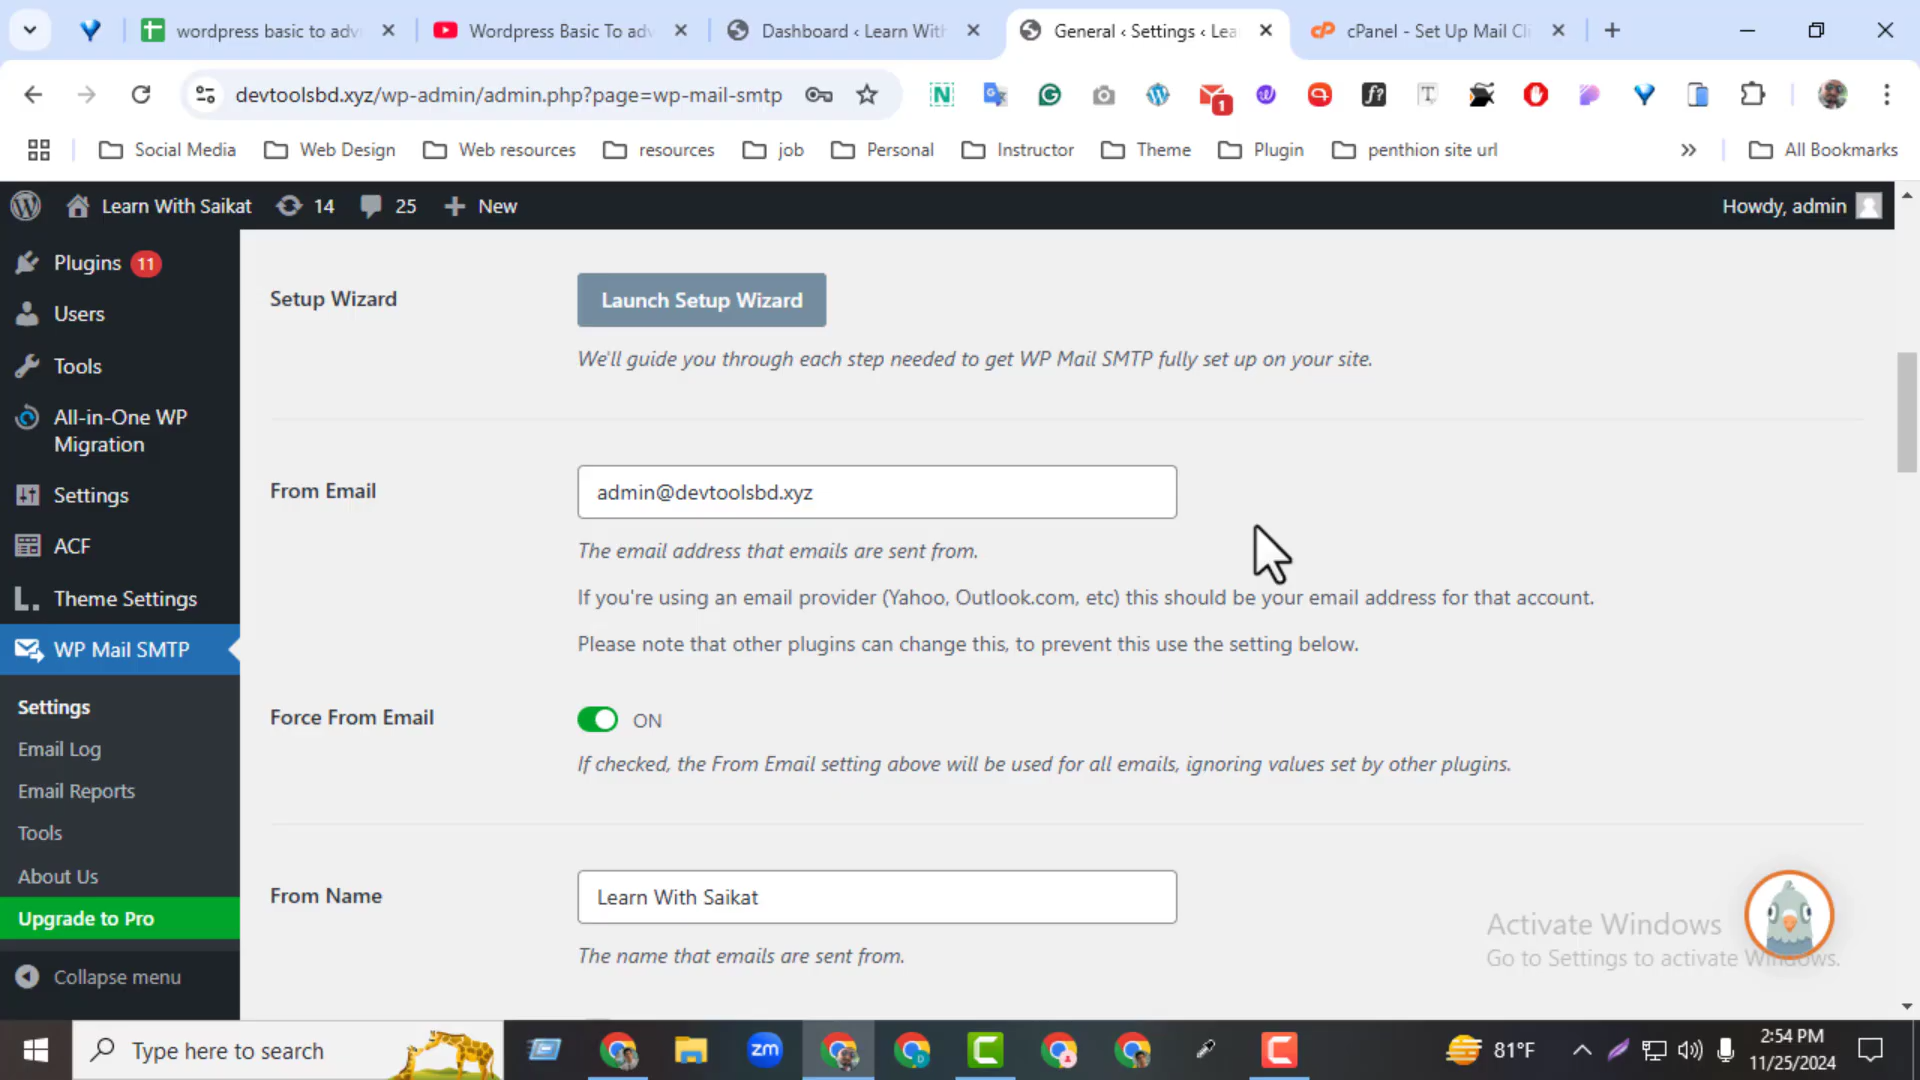 wordpress basic to adv
Wordpress Basic To adv
Dashboard ‹ Learn With
General ‹ Settings ‹ Lea
cPanel - Set Up Mail Cli
devtoolsbd.xyz/wp-admin/admin.php?page=wp-mail-smtp
1
Social Media
Web Design
Web resources
resources
job
Personal
Instructor
Theme
Plugin
penthion site url
All Bookmarks
Learn With Saikat
14
25
New
Howdy, admin
Plugins 11
Users
Tools
All-in-One WP
Migration
Settings
ACF
Theme Settings
WP Mail SMTP
Settings
Email Log
Email Reports
Tools
About Us
Upgrade to Pro
Collapse menu
Setup Wizard
Launch Setup Wizard
We'll guide you through each step needed to get WP Mail SMTP fully set up on your site.
From Email
admin@devtoolsbd.xyz
The email address that emails are sent from.
If you're using an email provider (Yahoo, Outlook.com, etc) this should be your email address for that account.
Please note that other plugins can change this, to prevent this use the setting below.
Force From Email
ON
If checked, the From Email setting above will be used for all emails, ignoring values set by other plugins.
From Name
Learn With Saikat
The name that emails are sent from.
Activate Windows
Go to Settings to activate Windows.
Type here to search
zm
81°F
2:54 PM
11/25/2024